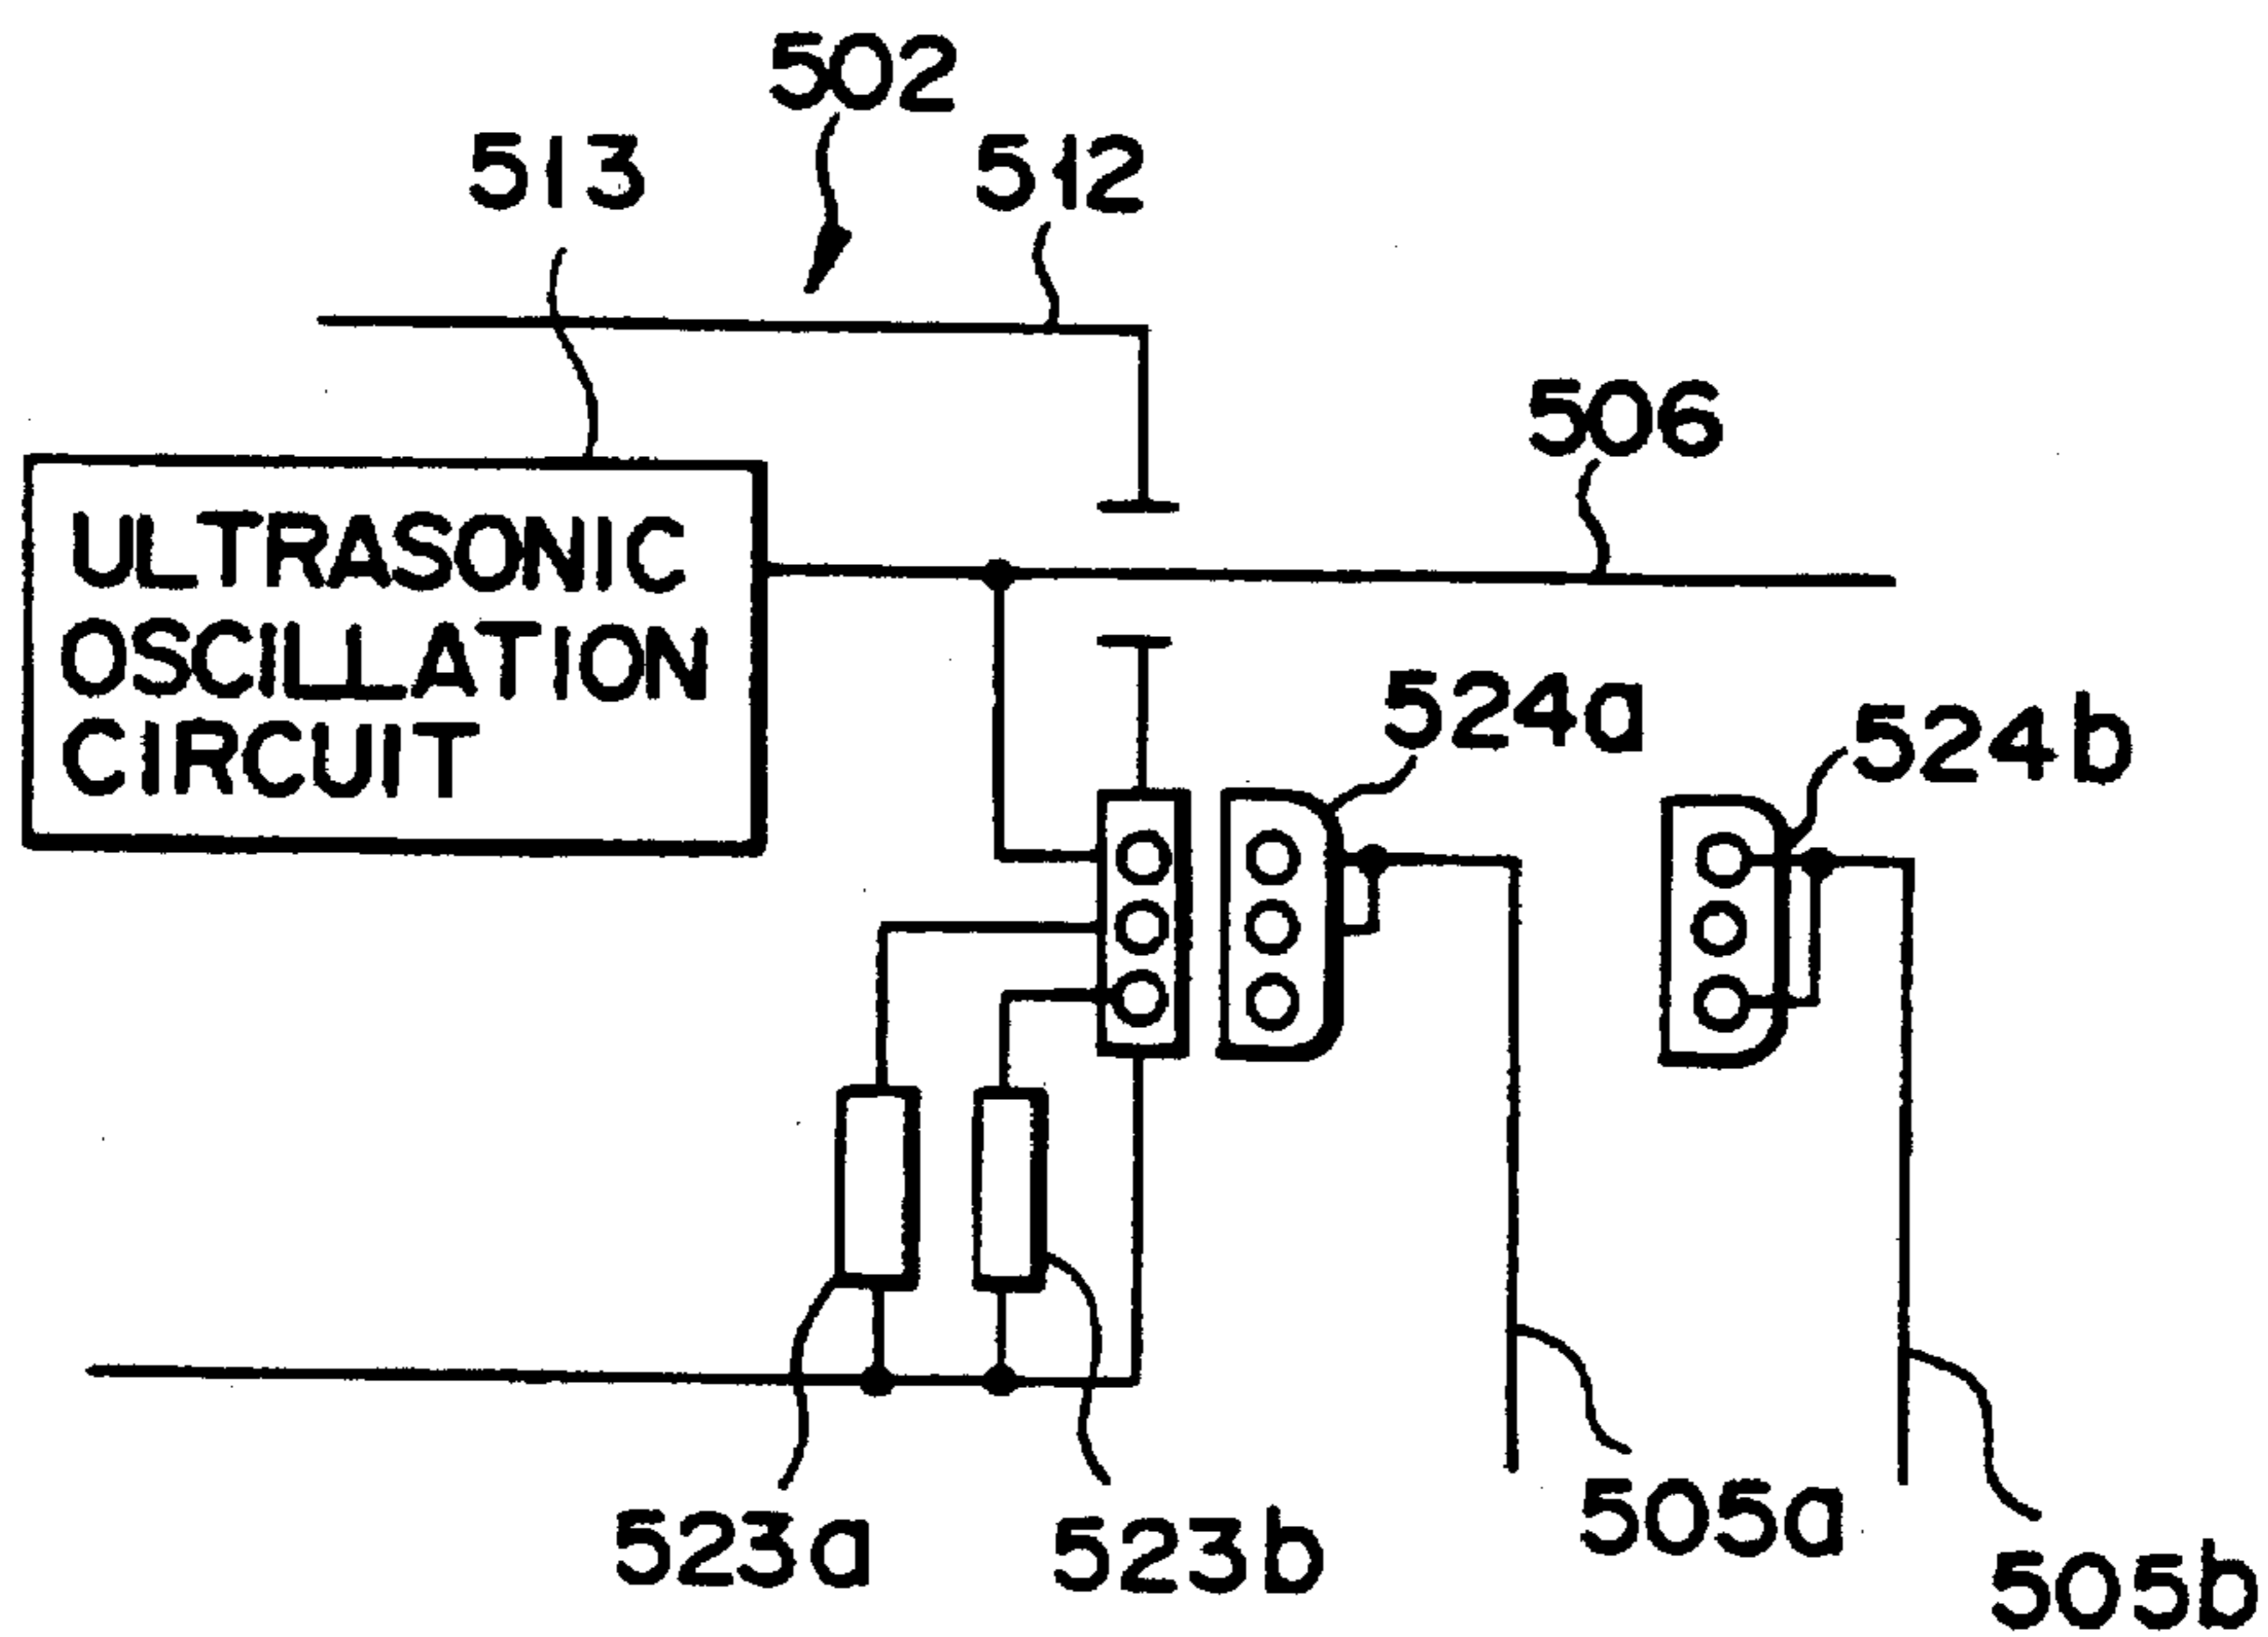 502
513
512
506
ULTRASONIC
OSCILLATION
CIRCUIT
524a
524b
523a
523b
505a
505b